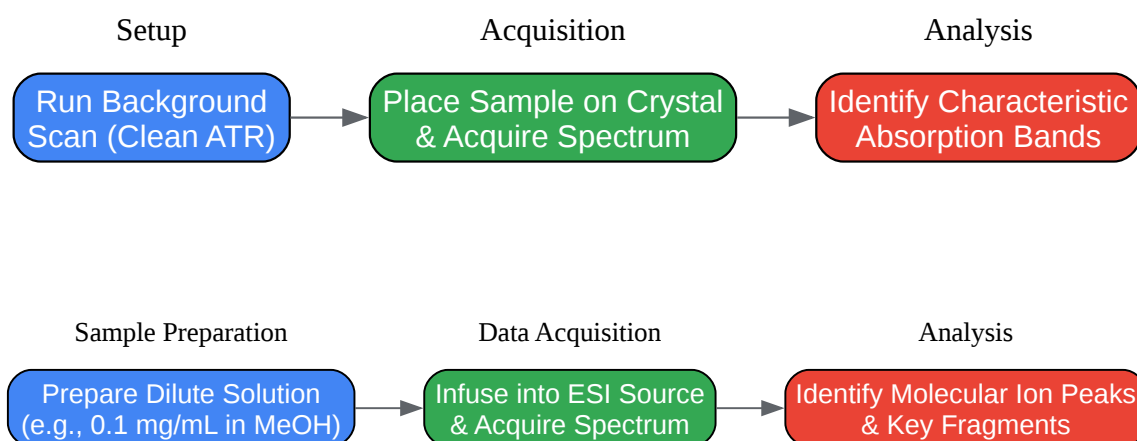 Setup
Acquisition
Analysis
Run Background
Scan (Clean ATR)
Place Sample on Crystal
& Acquire Spectrum
Identify Characteristic
Absorption Bands
Sample Preparation
Data Acquisition
Analysis
Prepare Dilute Solution
(e.g., 0.1 mg/mL in MeOH)
Infuse into ESI Source
& Acquire Spectrum
Identify Molecular Ion Peaks
& Key Fragments